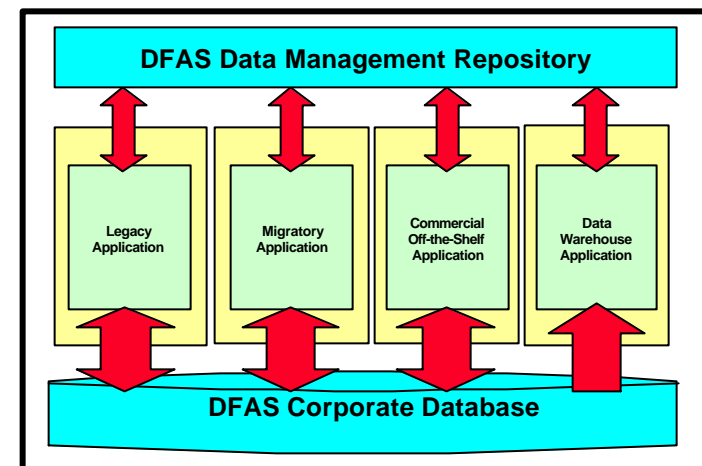 DFAS Data Management Repository
Legacy
Application
Migratory
Application
Commercial
Off-the-Shelf
Application
Data
Warehouse
Application
DFAS Corporate Database